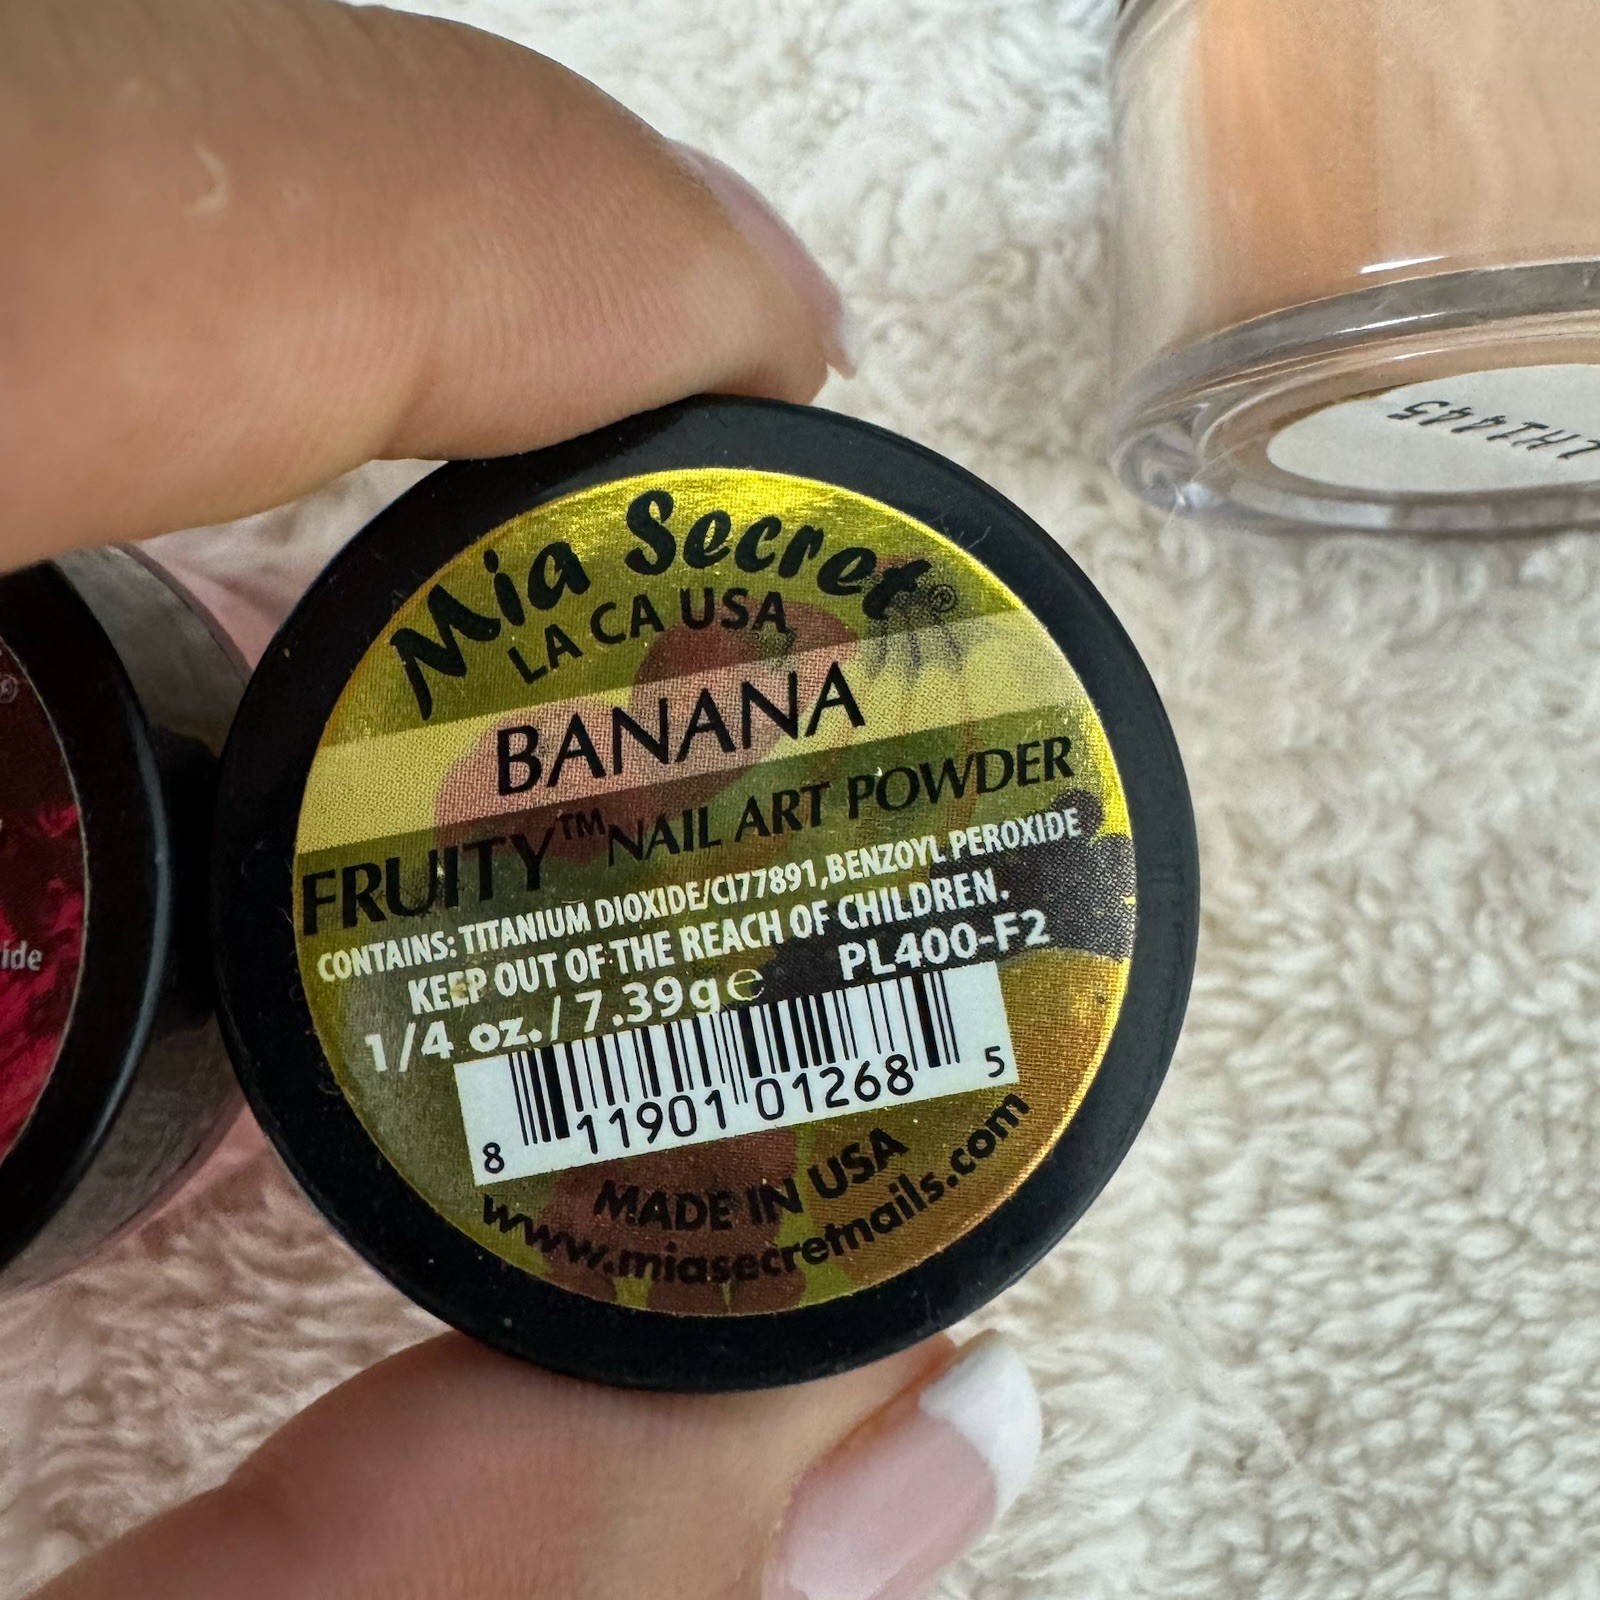 Mia Secret®
LA CA USA
BANANA
FRUITY™ NAIL ART POWDER
CONTAINS: TITANIUM DIOXIDE/CI77891,BENZOYL PEROXIDE
KEEP OUT OF THE REACH OF CHILDREN.
1/4 oz./7.39g e PL400-F2
8 11901 01268 5
MADE IN USA
www.miasecretnails.com
®
ide
LH14445